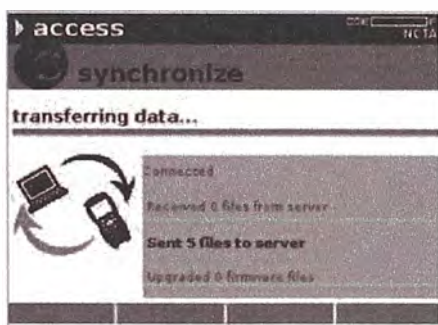 access
NCTA
synchronize
transferring data...
Connected
Received 0 files from server
Sent 5 files to server
Upgraded 0 firmware files